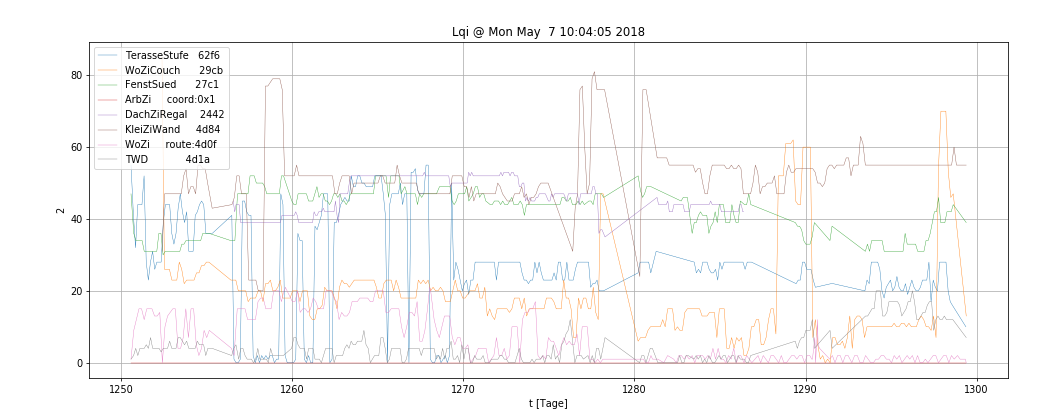 Lqi @ Mon May  7 10:04:05 2018
TerasseStufe   62f6
WoZiCouch      29cb
FenstSued      27c1
ArbZi     coord:0x1
DachZiRegal    2442
KleiZiWand     4d84
WoZi     route:4d0f
TWD            4d1a
80
60
40
20
0
2
1250 1260 1270 1280 1290 1300
t [Tage]